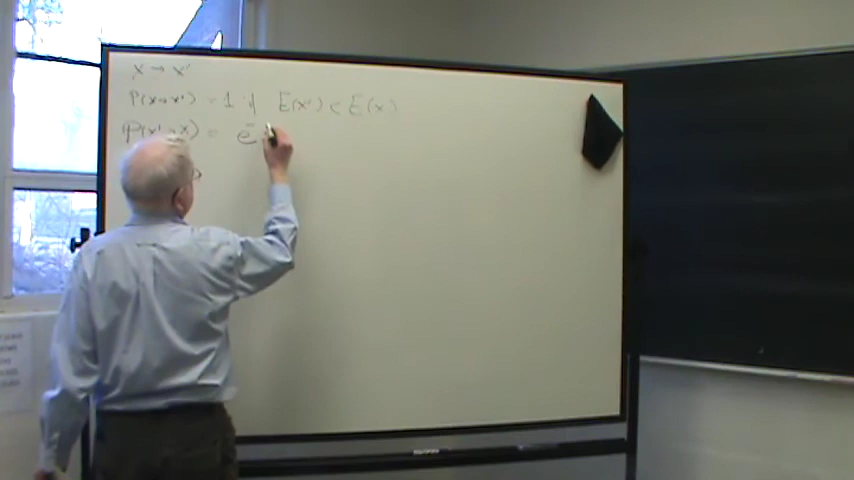 x → x'
P(x→x') = 1 if E(x') < E(x)
P(x'→x) = e^-